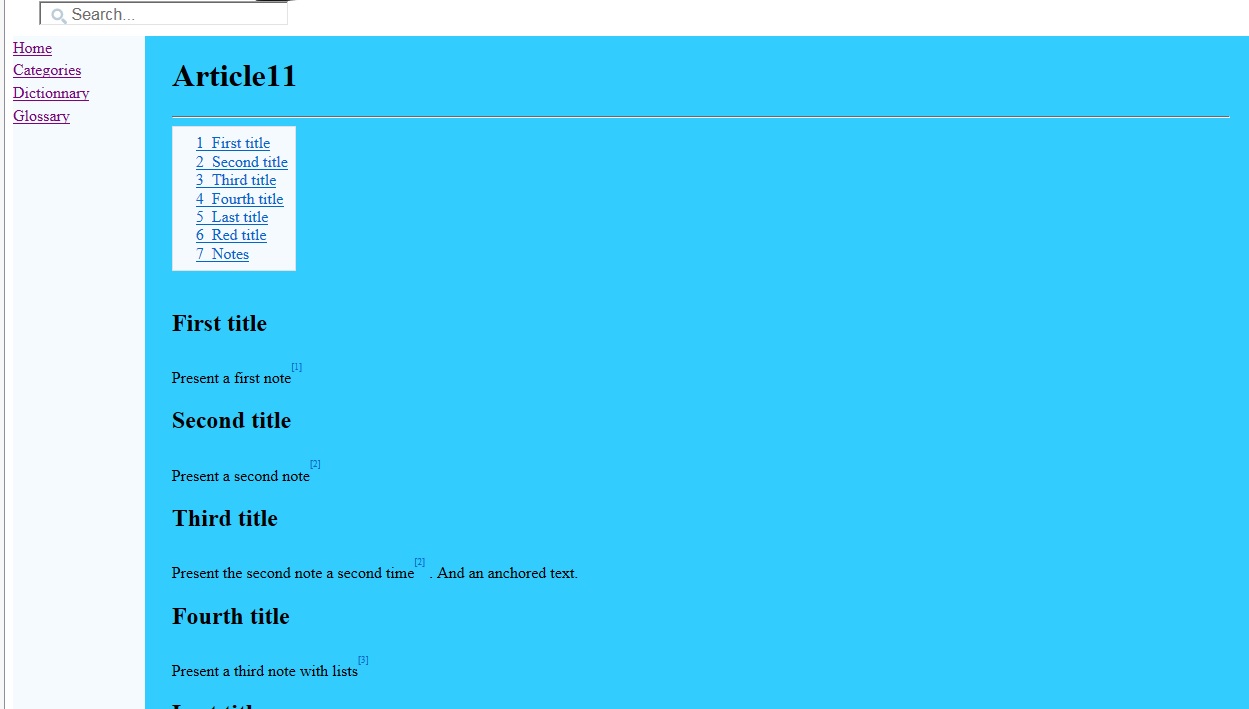 Search...
Home
Categories
Dictionnary
Glossary
Article11
1 First title
2 Second title
3 Third title
4 Fourth title
5 Last title
6 Red title
7 Notes
First title
Present a first note[1]
Second title
Present a second note[2]
Third title
Present the second note a second time[2] . And an anchored text.
Fourth title
Present a third note with lists[3]
Last title